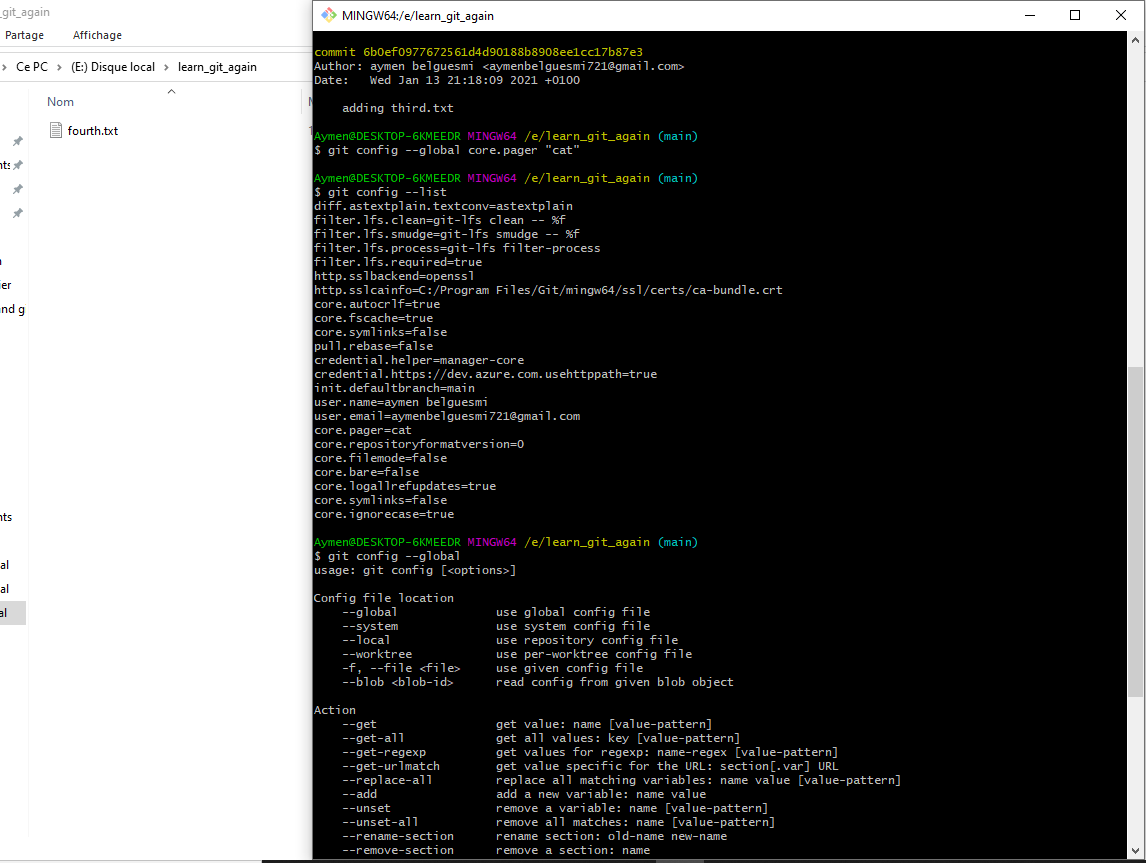 _git_again
Partage Affichage
Ce PC (E:) Disque local learn_git_again
Nom
fourth.txt
nts
ier
and g
nts
al
al
al
MINGW64:/e/learn_git_again
commit 6b0ef0977672561d4d90188b8908ee1cc17b87e3
Author: aymen belguesmi <aymenbelguesmi721@gmail.com>
Date:   Wed Jan 13 21:18:09 2021 +0100
    adding third.txt
Aymen@DESKTOP-6KMEEDR MINGW64 /e/learn_git_again (main)
$ git config --global core.pager "cat"
Aymen@DESKTOP-6KMEEDR MINGW64 /e/learn_git_again (main)
$ git config --list
diff.astextplain.textconv=astextplain
filter.lfs.clean=git-lfs clean -- %f
filter.lfs.smudge=git-lfs smudge -- %f
filter.lfs.process=git-lfs filter-process
filter.lfs.required=true
http.sslbackend=openssl
http.sslcainfo=C:/Program Files/Git/mingw64/ssl/certs/ca-bundle.crt
core.autocrlf=true
core.fscache=true
core.symlinks=false
pull.rebase=false
credential.helper=manager-core
credential.https://dev.azure.com.usehttppath=true
init.defaultbranch=main
user.name=aymen belguesmi
user.email=aymenbelguesmi721@gmail.com
core.pager=cat
core.repositoryformatversion=0
core.filemode=false
core.bare=false
core.logallrefupdates=true
core.symlinks=false
core.ignorecase=true
Aymen@DESKTOP-6KMEEDR MINGW64 /e/learn_git_again (main)
$ git config --global
usage: git config [<options>]
Config file location
    --global              use global config file
    --system              use system config file
    --local               use repository config file
    --worktree            use per-worktree config file
    -f, --file <file>     use given config file
    --blob <blob-id>      read config from given blob object
Action
    --get                 get value: name [value-pattern]
    --get-all             get all values: key [value-pattern]
    --get-regexp          get values for regexp: name-regex [value-pattern]
    --get-urlmatch        get value specific for the URL: section[.var] URL
    --replace-all         replace all matching variables: name value [value-pattern]
    --add                 add a new variable: name value
    --unset               remove a variable: name [value-pattern]
    --unset-all           remove all matches: name [value-pattern]
    --rename-section      rename section: old-name new-name
    --remove-section      remove a section: name